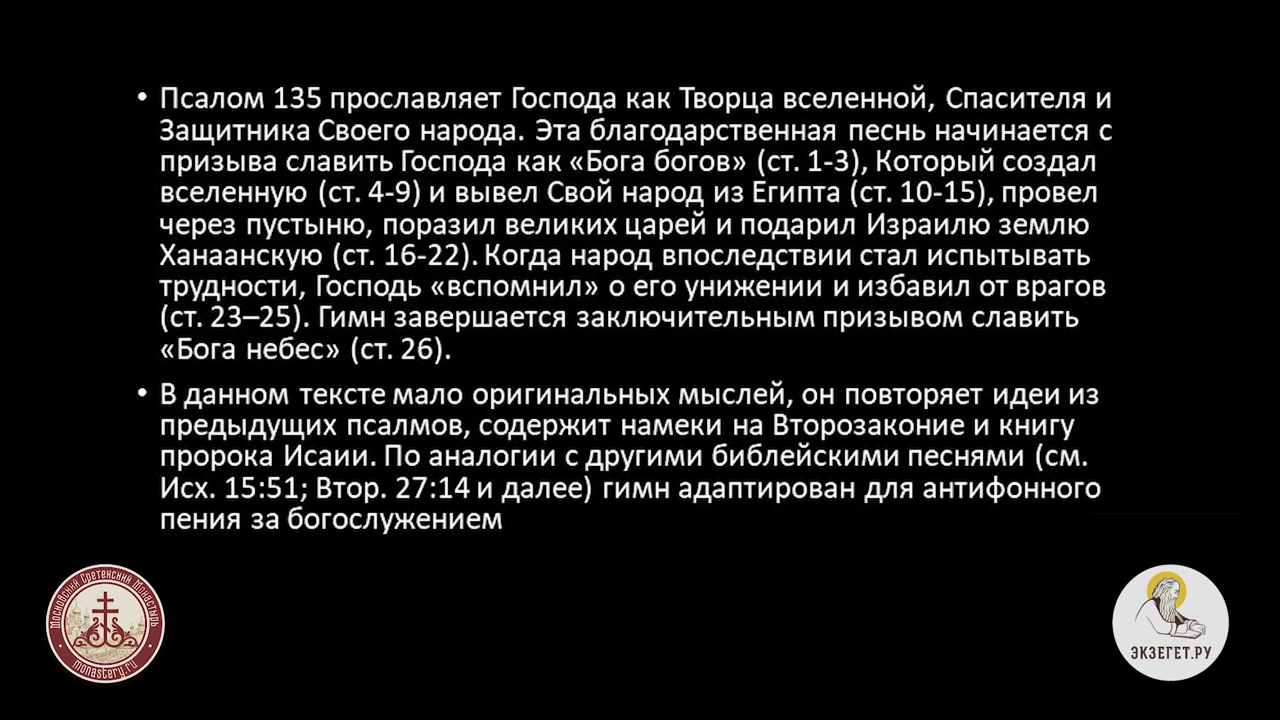 • Псалом 135 прославляет Господа как Творца вселенной, Спасителя и
Защитника Своего народа. Эта благодарственная песнь начинается с
призыва славить Господа как «Бога богов» (ст. 1-3), Который создал
вселенную (ст. 4-9) и вывел Свой народ из Египта (ст. 10-15), провел
через пустыню, поразил великих царей и подарил Израилю землю
Ханаанскую (ст. 16-22). Когда народ впоследствии стал испытывать
трудности, Господь «вспомнил» о его унижении и избавил от врагов
(ст. 23–25). Гимн завершается заключительным призывом славить
«Бога небес» (ст. 26).
• В данном тексте мало оригинальных мыслей, он повторяет идеи из
предыдущих псалмов, содержит намеки на Второзаконие и книгу
пророка Исаии. По аналогии с другими библейскими песнями (см.
Исх. 15:51; Втор. 27:14 и далее) гимн адаптирован для антифонного
пения за богослужением
Московский Сретенский Монастырь
monastery.ru
ЭКЗЕГЕТ.РУ